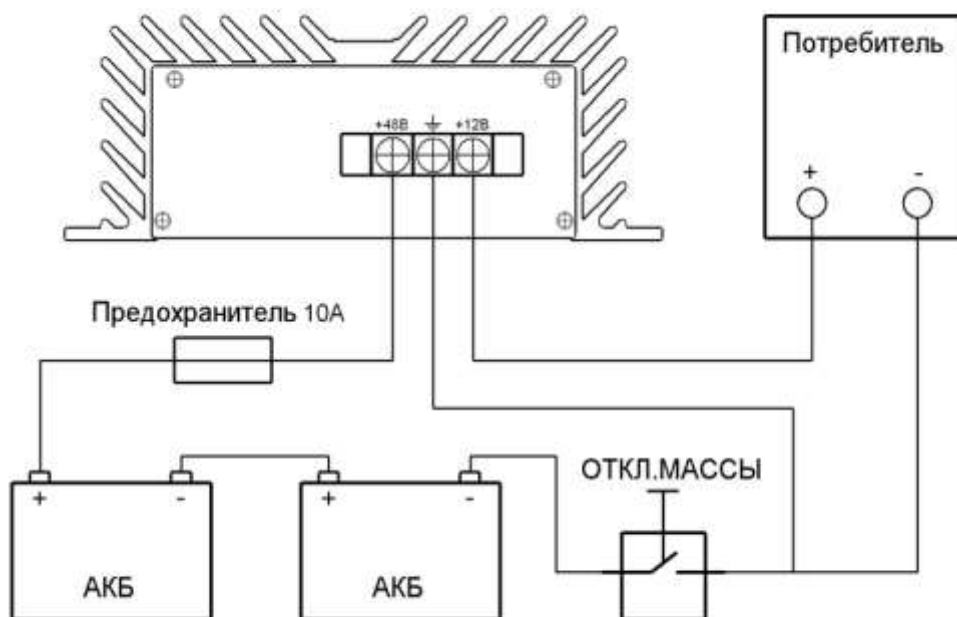 Потребитель
+48В ⏚ +12В
+ -
Предохранитель 10А
ОТКЛ.МАССЫ
+ - + -
АКБ АКБ